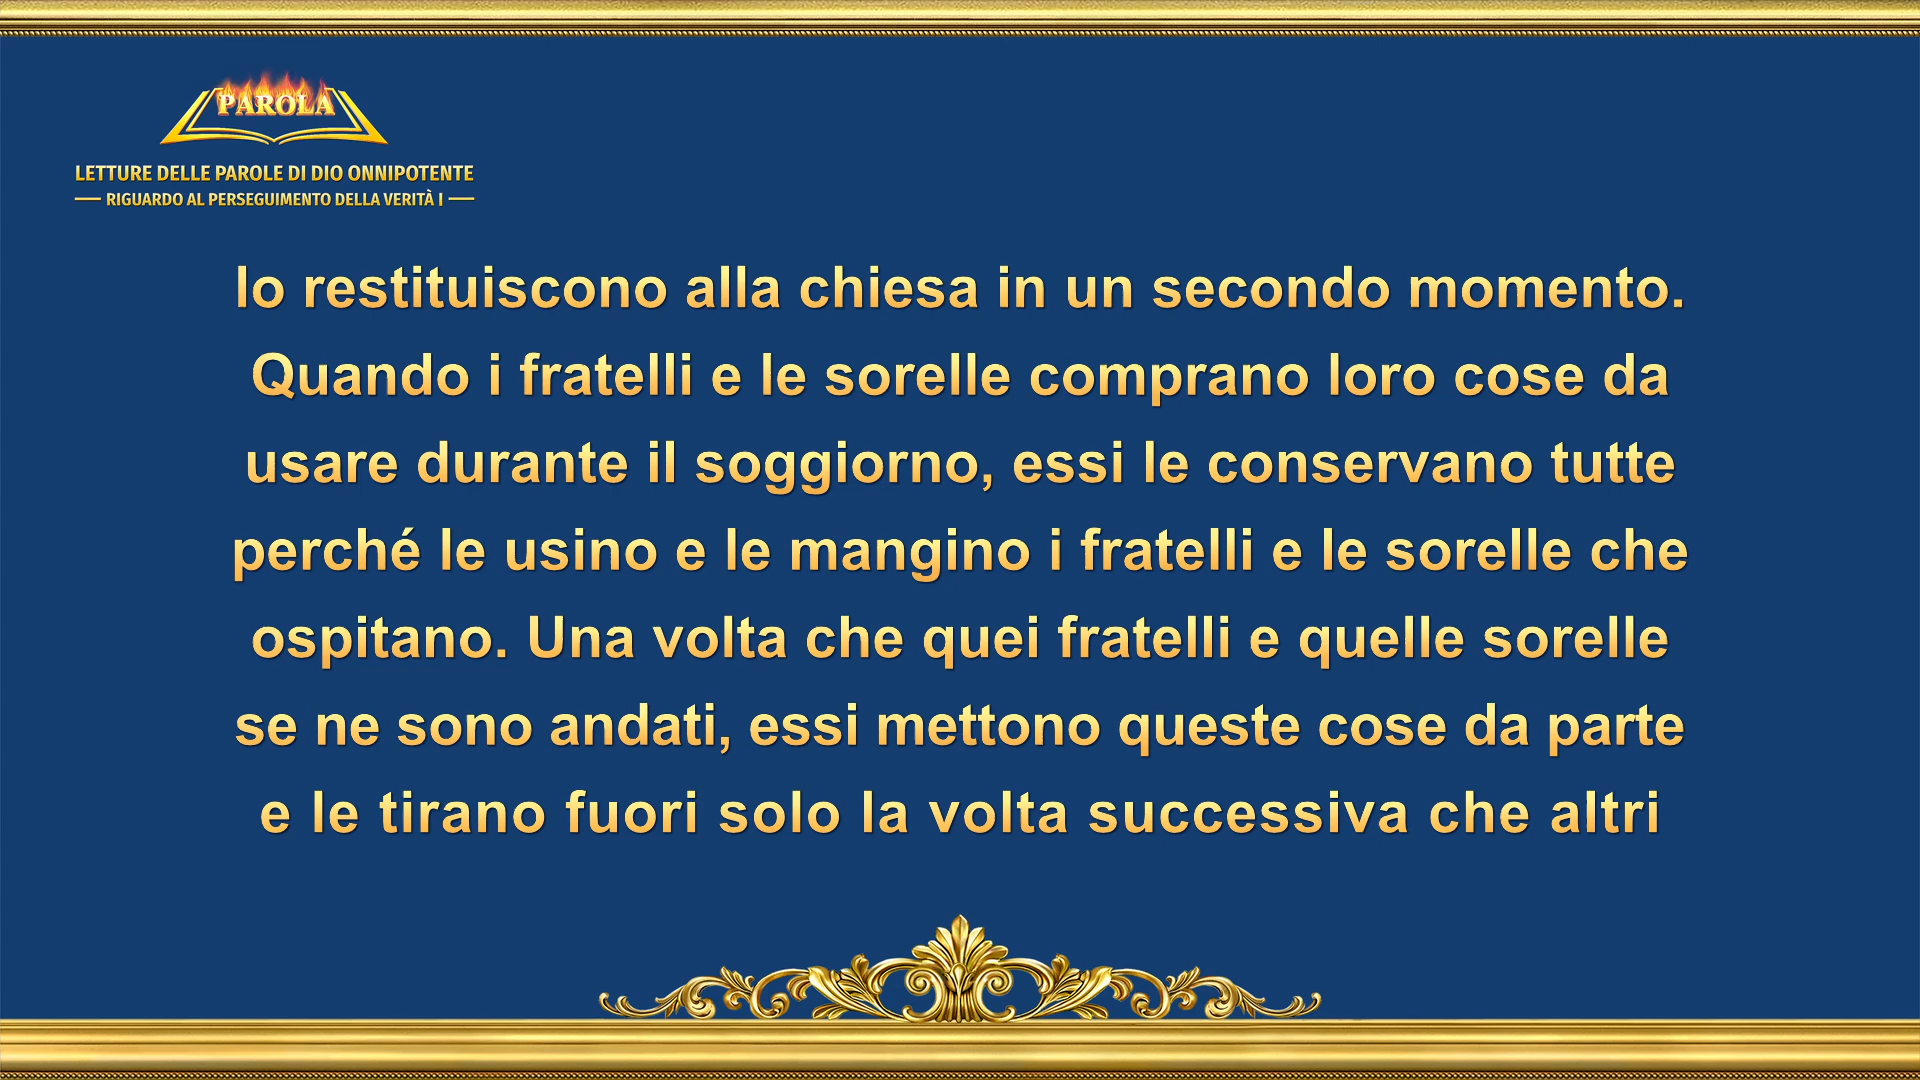 PAROLA
LETTURE DELLE PAROLE DI DIO ONNIPOTENTE
RIGUARDO AL PERSEGUIMENTO DELLA VERITÀ I
lo restituiscono alla chiesa in un secondo momento.
Quando i fratelli e le sorelle comprano loro cose da
usare durante il soggiorno, essi le conservano tutte
perché le usino e le mangino i fratelli e le sorelle che
ospitano. Una volta che quei fratelli e quelle sorelle
se ne sono andati, essi mettono queste cose da parte
e le tirano fuori solo la volta successiva che altri